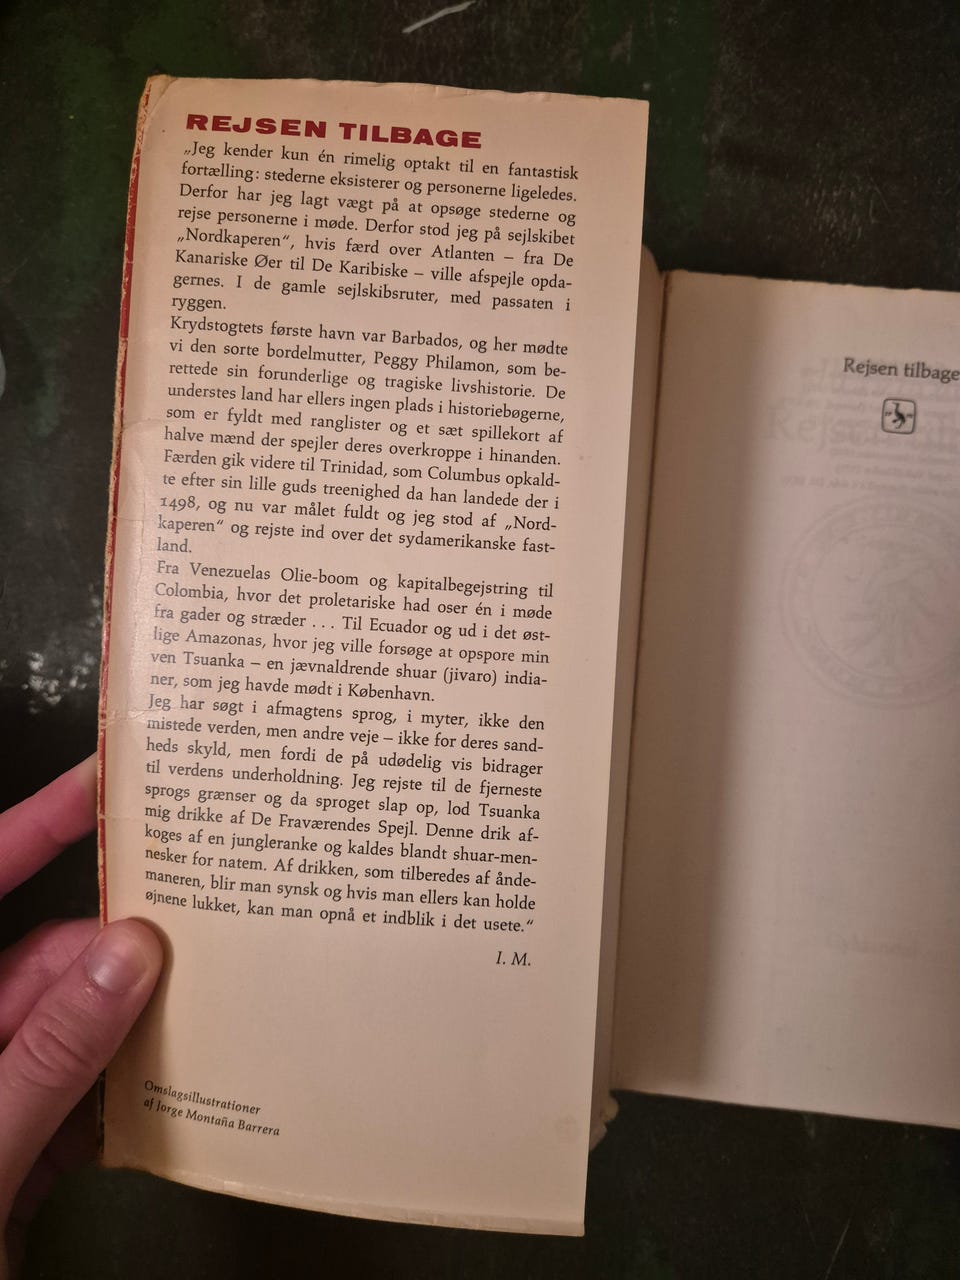 REJSEN TILBAGE
„Jeg kender kun én rimelig optakt til en fantastisk
fortælling: stederne eksisterer og personerne ligeledes.
Derfor har jeg lagt vægt på at opsøge stederne og
rejse personerne i møde. Derfor stod jeg på sejlskibet
„Nordkaperen“, hvis færd over Atlanten – fra De
Kanariske Øer til De Karibiske – ville afspejle opda-
gernes. I de gamle sejlskibsruter, med passaten i
ryggen.
Krydstogtets første havn var Barbados, og her mødte
vi den sorte bordelmutter, Peggy Philamon, som be-
rettede sin forunderlige og tragiske livshistorie. De
understes land har ellers ingen plads i historiebøgerne,
som er fyldt med ranglister og et sæt spillekort af
halve mænd der spejler deres overkroppe i hinanden.
Færden gik videre til Trinidad, som Columbus opkald-
te efter sin lille guds treenighed da han landede der i
1498, og nu var målet fuldt og jeg stod af „Nord-
kaperen“ og rejste ind over det sydamerikanske fast-
land.
Fra Venezuelas Olie-boom og kapitalbegejstring til
Colombia, hvor det proletariske had oser én i møde
fra gader og stræder . . . Til Ecuador og ud i det øst-
lige Amazonas, hvor jeg ville forsøge at opspore min
ven Tsuanka – en jævnaldrende shuar (jivaro) india-
ner, som jeg havde mødt i København.
Jeg har søgt i afmagtens sprog, i myter, ikke den
mistede verden, men andre veje – ikke for deres sand-
heds skyld, men fordi de på udødelig vis bidrager
til verdens underholdning. Jeg rejste til de fjerneste
sprogs grænser og da sproget slap op, lod Tsuanka
mig drikke af De Fraværendes Spejl. Denne drik af-
koges af en jungleranke og kaldes blandt shuar-men-
nesker for natem. Af drikken, som tilberedes af ånde-
maneren, blir man synsk og hvis man ellers kan holde
øjnene lukket, kan man opnå et indblik i det usete.“
I. M.
Omslagsillustrationer
af Jorge Montaña Barrera
Rejsen tilbage